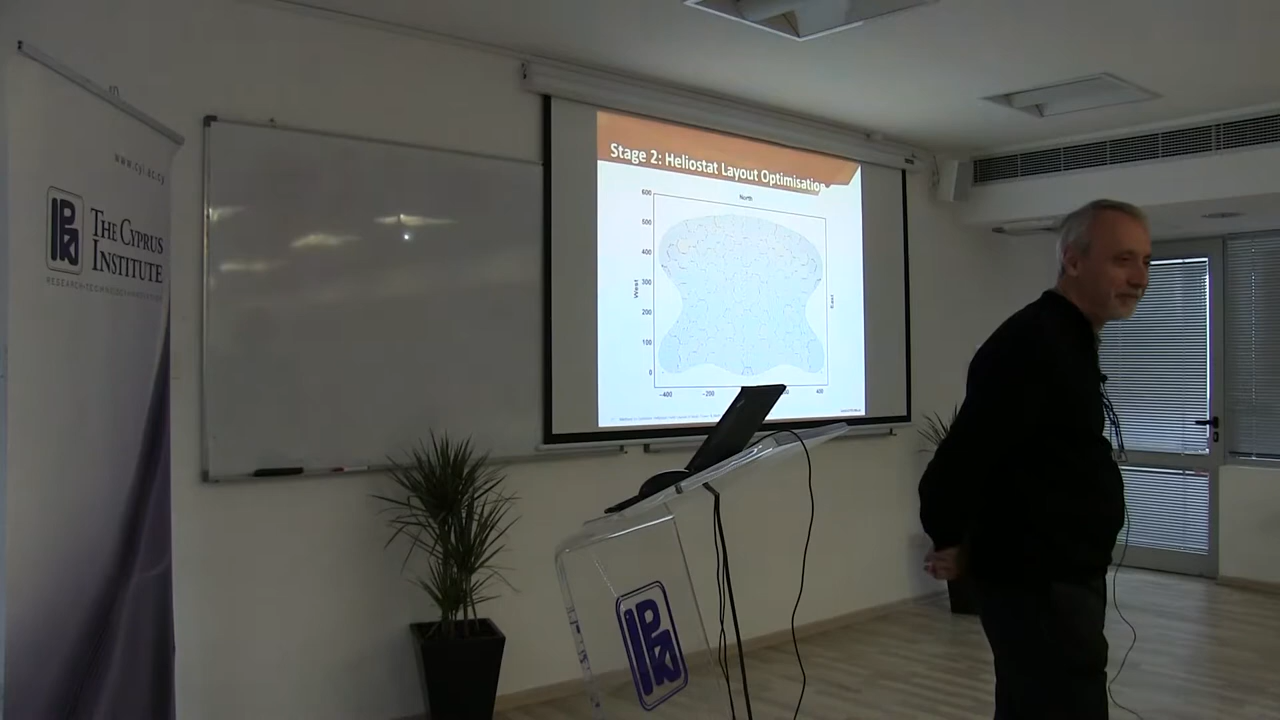 www.cyi.ac.cy
THE CYPRUS
INSTITUTE
Stage 2: Heliostat Layout Optimisation
North
600
500
400
300
200
100
0
West
East
-400
-200
400